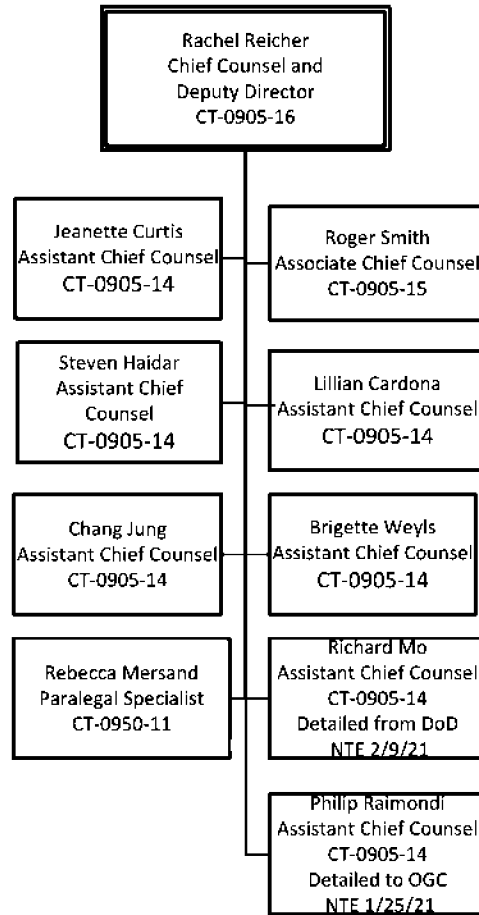 Rachel Reicher
Chief Counsel and
Deputy Director
CT-0905-16
Jeanette Curtis
Assistant Chief Counsel
CT-0905-14
Roger Smith
Associate Chief Counsel
CT-0905-15
Steven Haidar
Assistant Chief
Counsel
CT-0905-14
Lillian Cardona
Assistant Chief Counsel
CT-0905-14
Chang Jung
Assistant Chief Counsel
CT-0905-14
Brigette Weyls
Assistant Chief Counsel
CT-0905-14
Rebecca Mersand
Paralegal Specialist
CT-0950-11
Richard Mo
Assistant Chief Counsel
CT-0905-14
Detailed from DoD
NTE 2/9/21
Philip Raimondi
Assistant Chief Counsel
CT-0905-14
Detailed to OGC
NTE 1/25/21